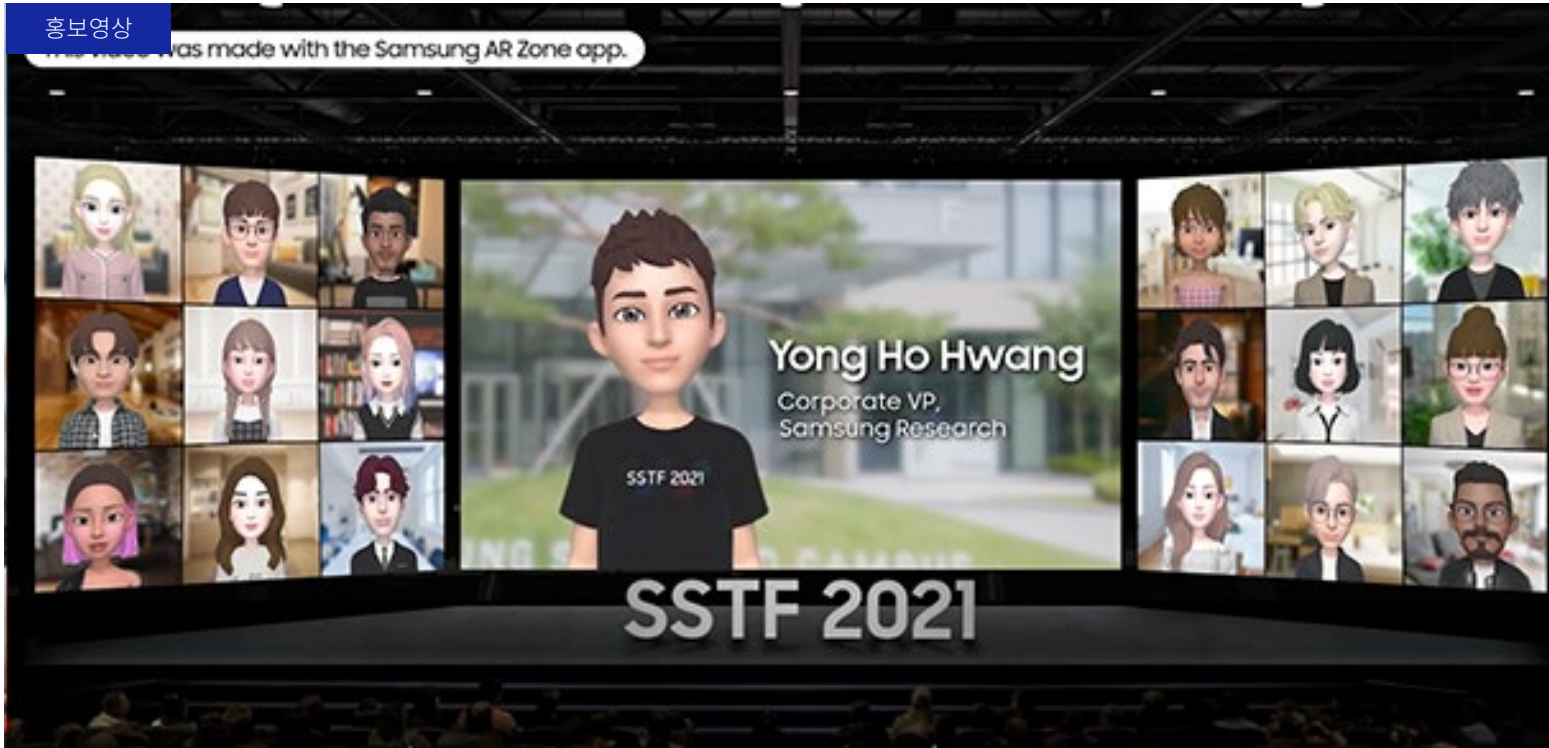 홍보영상
was made with the Samsung AR Zone app.
Yong Ho Hwang
Corporate VP,
Samsung Research
SSTF 2021
SSTF 2021